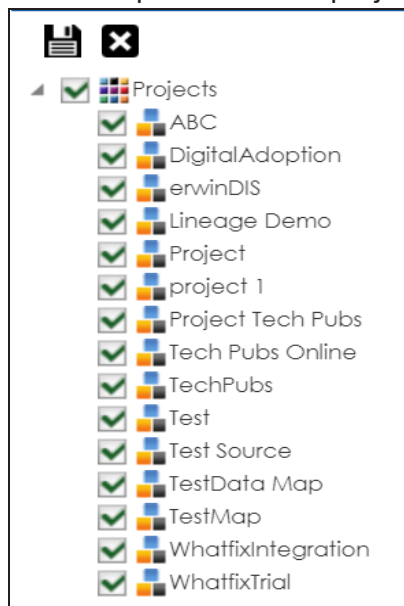 Projects
ABC
DigitalAdoption
erwinDIS
Lineage Demo
Project
project 1
Project Tech Pubs
Tech Pubs Online
TechPubs
Test
Test Source
TestData Map
TestMap
WhatfixIntegration
WhatfixTrial